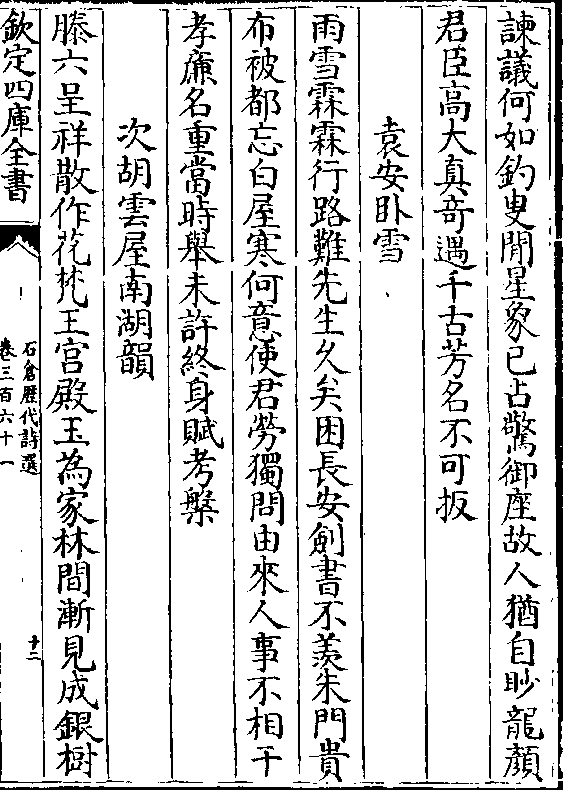 諫議何如釣叟閒星象已占驚御座故人猶自眇龍顏
君臣高大真奇遇千古芳名不可扳
袁安卧雪
雨雪霖霖行路難先生久矣困長安劍書不羨朱門貴
布被都忘白屋寒何意使君勞獨問由來人事不相干
孝廉名重當時舉未許終身賦考槃
次胡雲屋南湖韻
滕六呈祥散作花梵王宫殿玉為家林間漸見成銀樹
欽定四庫全書
石倉歷代詩選
卷三百六十一
十二